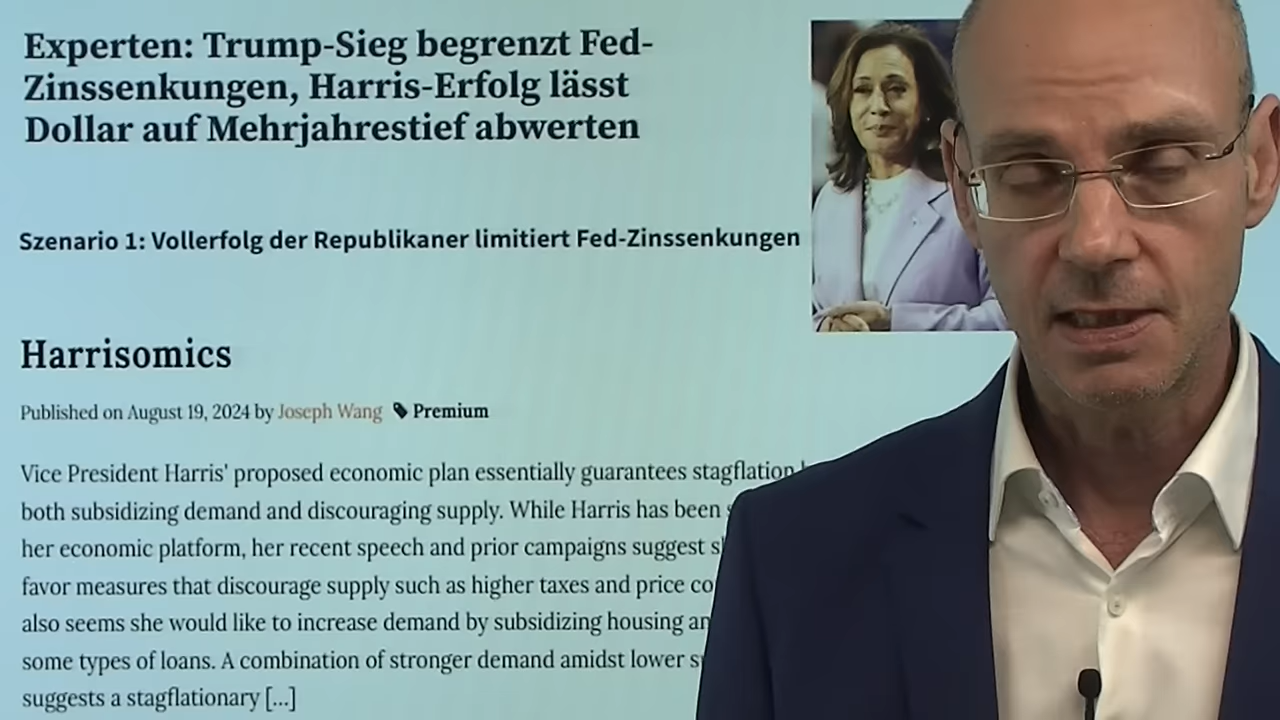 Experten: Trump-Sieg begrenzt Fed-
Zinssenkungen, Harris-Erfolg lässt
Dollar auf Mehrjahrestief abwerten
Szenario 1: Vollerfolg der Republikaner limitiert Fed-Zinssenkungen
Harrisomics
Published on August 19, 2024 by Joseph Wang Premium
Vice President Harris' proposed economic plan essentially guarantees stagflation
both subsidizing demand and discouraging supply. While Harris has been
her economic platform, her recent speech and prior campaigns suggest
favor measures that discourage supply such as higher taxes and price
also seems she would like to increase demand by subsidizing housing
some types of loans. A combination of stronger demand amidst lower
suggests a stagflationary [...]